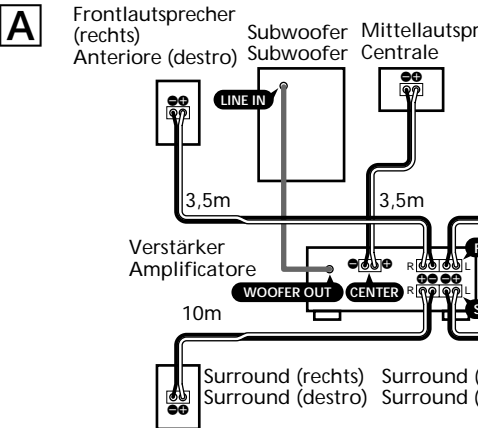 A
Frontlautsprecher
(rechts)
Anteriore (destro)
Subwoofer
Subwoofer
Mittellautspr
Centrale
LINE IN
3,5m
3,5m
Verstärker
Amplificatore
R
L
WOOFER OUT
CENTER
R
L
10m
Surround (rechts)
Surround (destro)
Surround (
Surround (